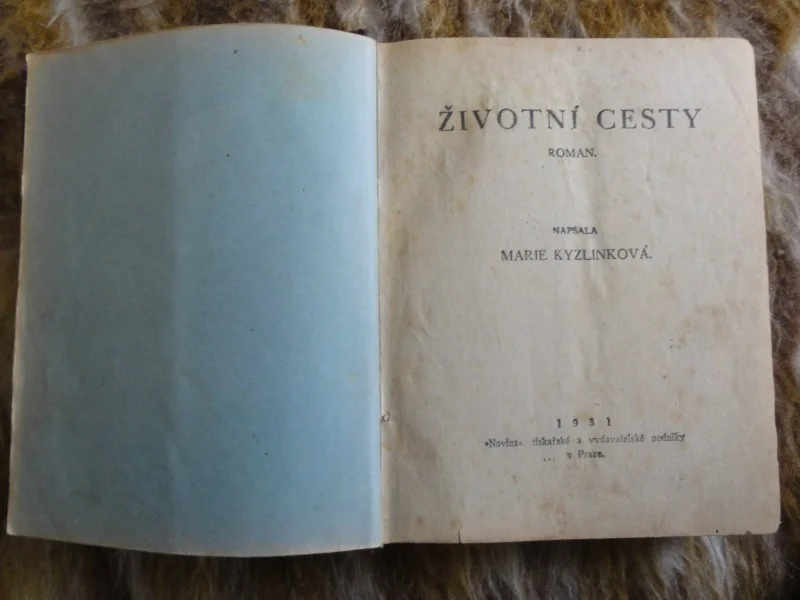 ŽIVOTNÍ CESTY
ROMAN.
NAPSALA
MARIE KYZLINKOVÁ.
1931
»Novina« tiskařské a vydavatelské podniky
... v Praze.